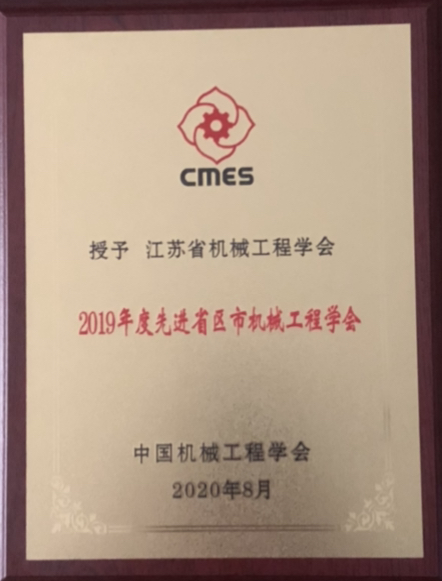 CMES
授予 江苏省机械工程学会
2019年度先进省区市机械工程学会
中国机械工程学会
2020年8月